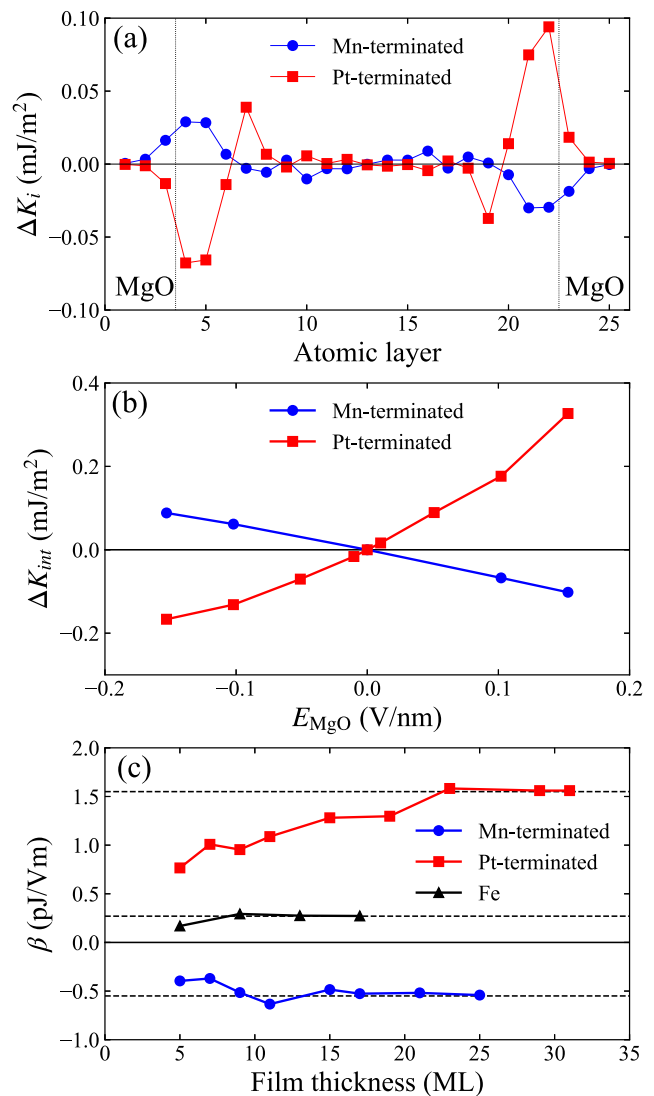 (a)
Mn-terminated
Pt-terminated
ΔKᵢ (mJ/m²)
0.10
0.05
0.00
−0.05
−0.10
MgO
MgO
0 5 10 15 20 25
Atomic layer
(b)
Mn-terminated
Pt-terminated
ΔK_int (mJ/m²)
0.4
0.2
0.0
−0.2
−0.2 −0.1 0.0 0.1 0.2
E_MgO (V/nm)
(c)
Mn-terminated
Pt-terminated
Fe
β (pJ/Vm)
2.0
1.5
1.0
0.5
0.0
−0.5
−1.0
0 5 10 15 20 25 30 35
Film thickness (ML)